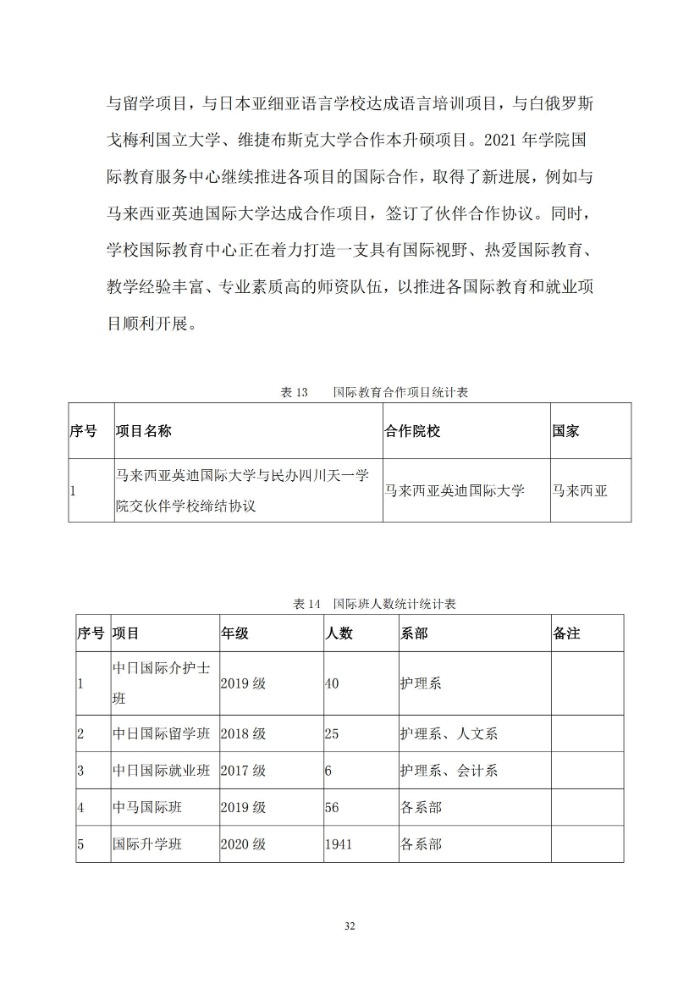 与留学项目，与日本亚细亚语言学校达成语言培训项目，与白俄罗斯
戈梅利国立大学、维捷布斯克大学合作本升硕项目。2021 年学院国
际教育服务中心继续推进各项目的国际合作，取得了新进展，例如与
马来西亚英迪国际大学达成合作项目，签订了伙伴合作协议。同时，
学校国际教育中心正在着力打造一支具有国际视野、热爱国际教育、
教学经验丰富、专业素质高的师资队伍，以推进各国际教育和就业项
目顺利开展。
表 13 国际教育合作项目统计表
序号 项目名称 合作院校 国家
马来西亚英迪国际大学与民办四川天一学
1 马来西亚英迪国际大学 马来西亚
院交伙伴学校缔结协议
表 14 国际班人数统计统计表
序号 项目 年级 人数 系部 备注
中日国际介护士
1 2019 级 40 护理系
班
2 中日国际留学班 2018 级 25 护理系、人文系
3 中日国际就业班 2017 级 6 护理系、会计系
4 中马国际班 2019 级 56 各系部
5 国际升学班 2020 级 1941 各系部
32